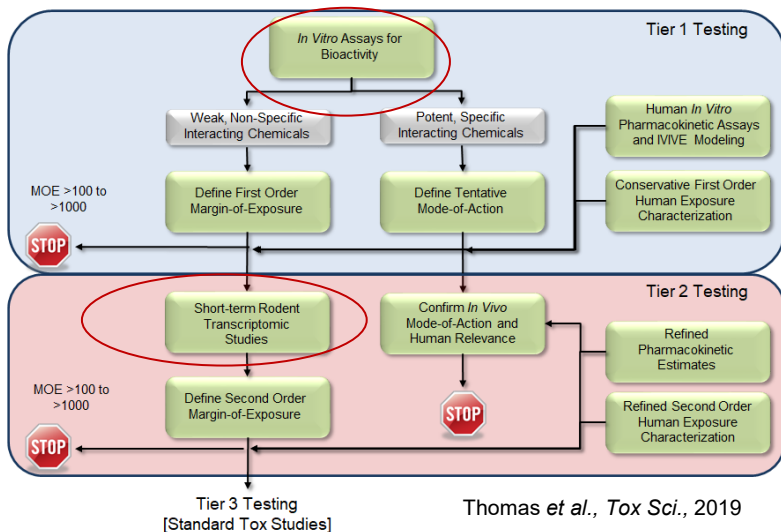 Tier 1 Testing
In Vitro Assays for
Bioactivity
Weak, Non-Specific
Interacting Chemicals
Potent, Specific
Interacting Chemicals
Human In Vitro
Pharmacokinetic Assays
and IVIVE Modeling
MOE >100 to
>1000
Define First Order
Margin-of-Exposure
Define Tentative
Mode-of-Action
Conservative First Order
Human Exposure
Characterization
STOP
Tier 2 Testing
Short-term Rodent
Transcriptomic
Studies
Confirm In Vivo
Mode-of-Action and
Human Relevance
Refined
Pharmacokinetic
Estimates
MOE >100 to
>1000
Define Second Order
Margin-of-Exposure
STOP
Refined Second Order
Human Exposure
Characterization
STOP
Tier 3 Testing
[Standard Tox Studies]
Thomas et al., Tox Sci., 2019